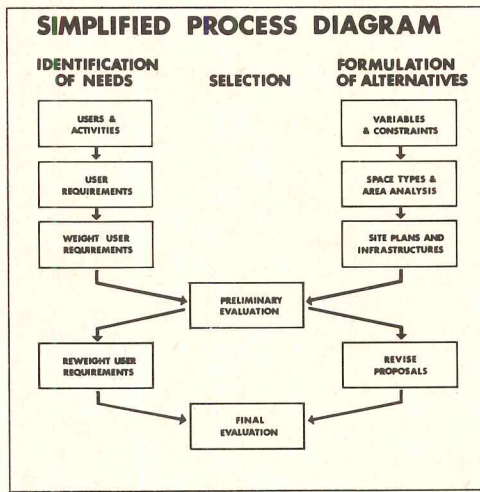 SIMPLIFIED PROCESS DIAGRAM
IDENTIFICATION
OF NEEDS
SELECTION
FORMULATION
OF ALTERNATIVES
USERS &
ACTIVITIES
VARIABLES
& CONSTRAINTS
USER
REQUIREMENTS
SPACE TYPES &
AREA ANALYSIS
WEIGHT USER
REQUIREMENTS
SITE PLANS AND
INFRASTRUCTURES
PRELIMINARY
EVALUATION
REWEIGHT USER
REQUIREMENTS
REVISE
PROPOSALS
FINAL
EVALUATION